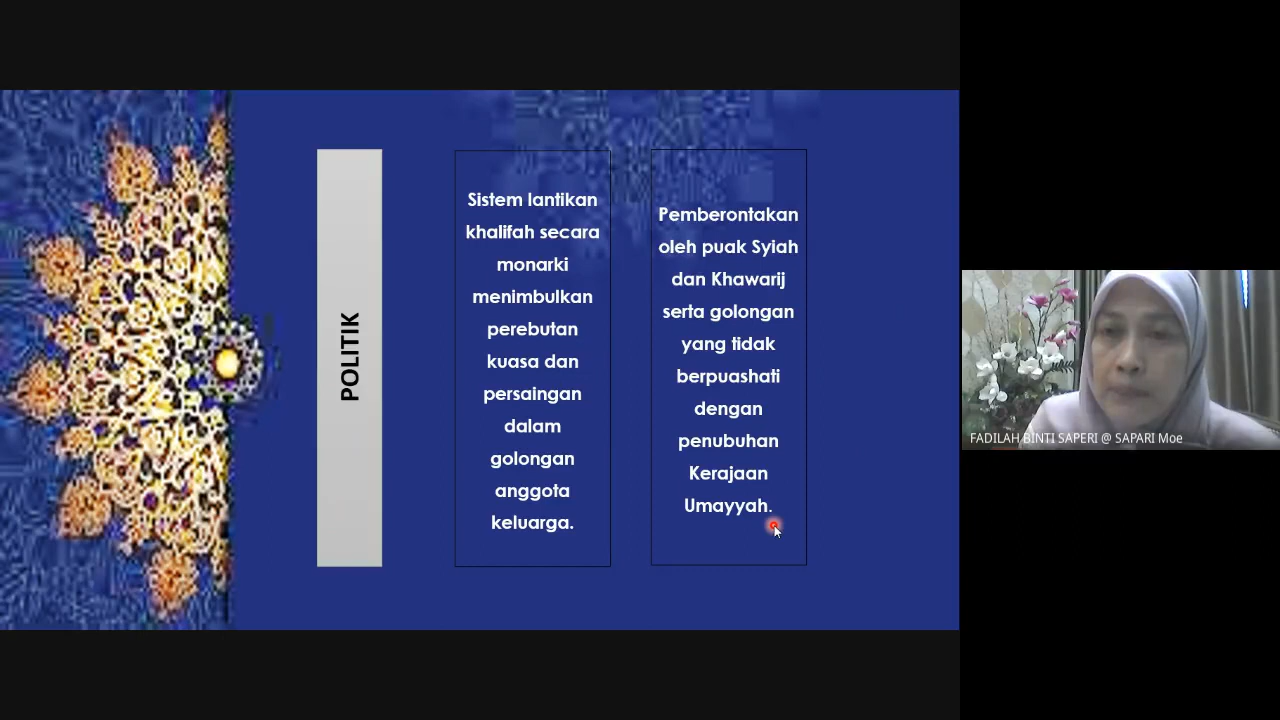 POLITIK
Sistem lantikan
khalifah secara
monarki
menimbulkan
perebutan
kuasa dan
persaingan
dalam
golongan
anggota
keluarga.
Pemberontakan
oleh puak Syiah
dan Khawarij
serta golongan
yang tidak
berpuashati
dengan
penubuhan
Kerajaan
Umayyah.
FADILAH BINTI SAPERI @ SAPARI Moe